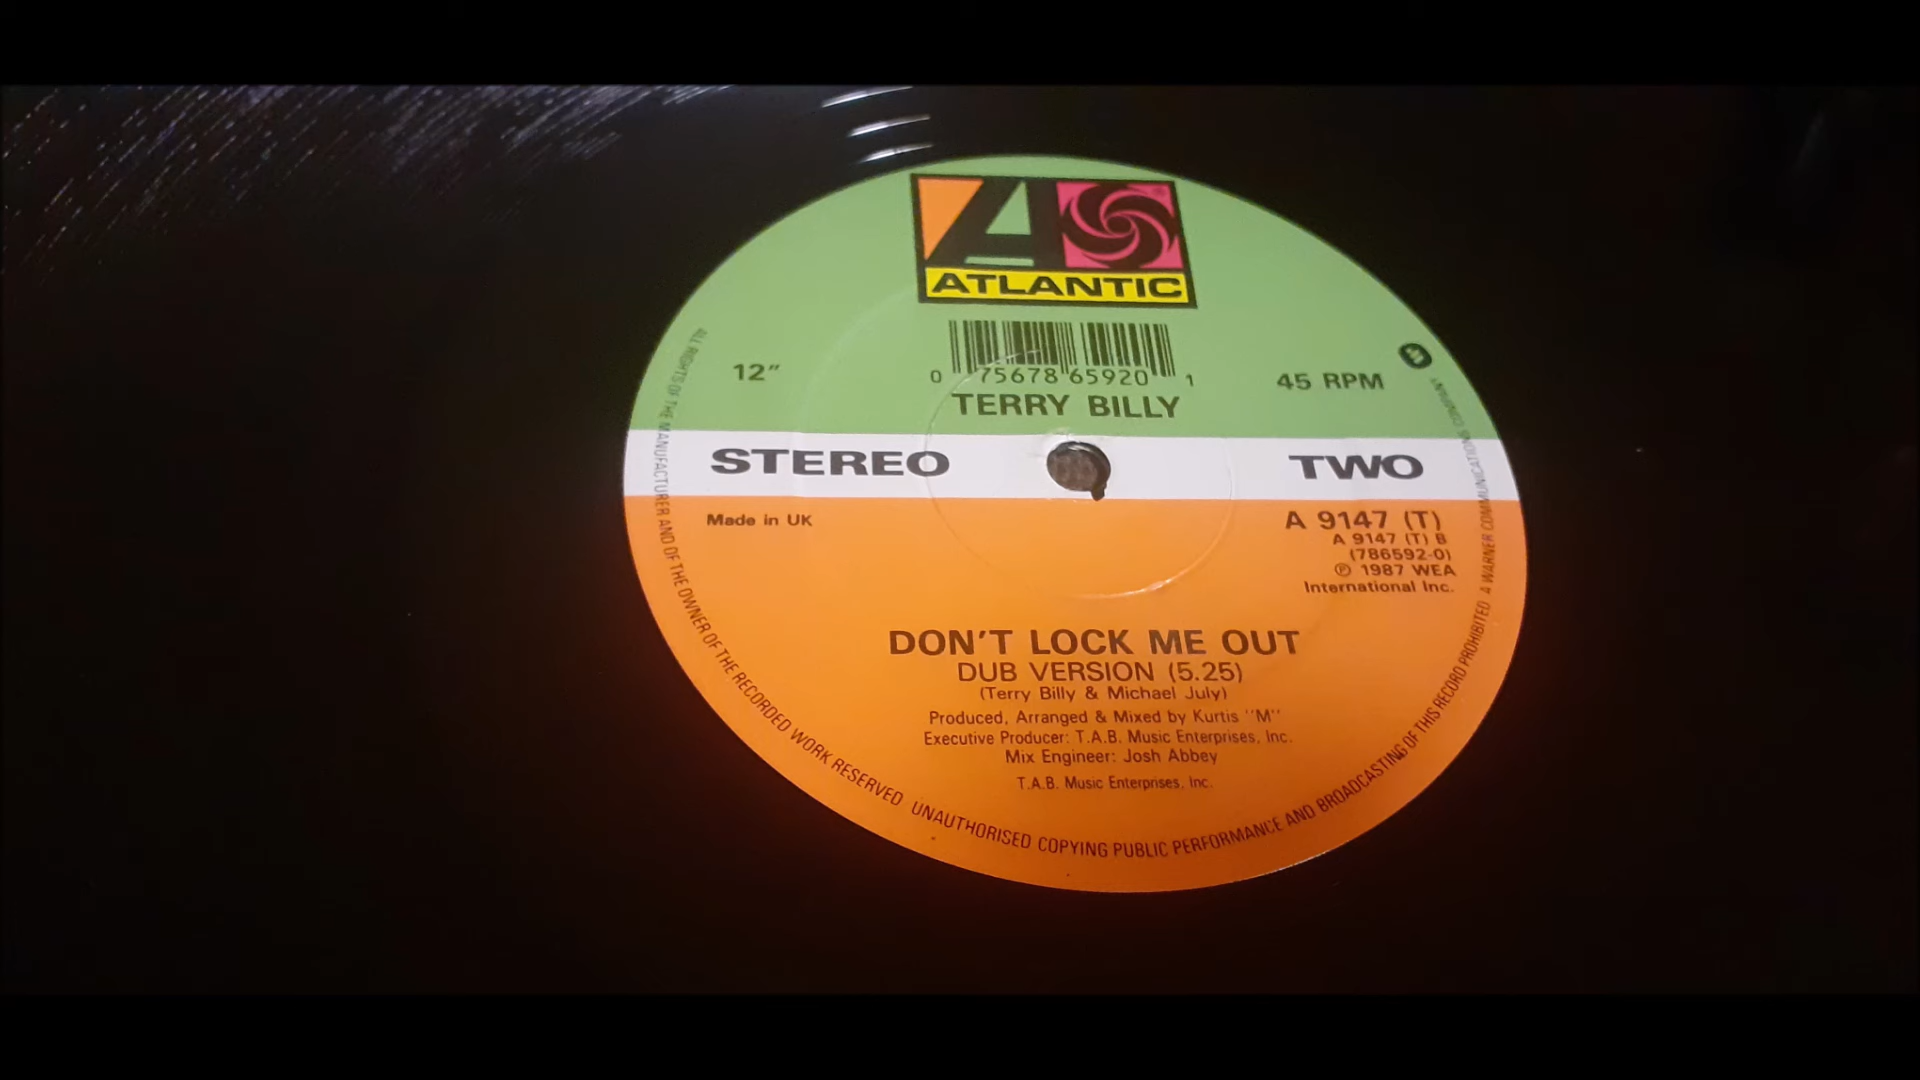 ATLANTIC
0 75678 65920 1
12" 45 RPM
TERRY BILLY
STEREO TWO
Made in UK
A 9147 (T)
A 9147 (T) B
(786592-0)
℗ 1987 WEA
International Inc.
DON'T LOCK ME OUT
DUB VERSION (5.25)
(Terry Billy & Michael July)
Produced, Arranged & Mixed by Kurtis "M"
Executive Producer: T.A.B. Music Enterprises, Inc.
Mix Engineer: Josh Abbey
T.A.B. Music Enterprises, Inc.
ALL RIGHTS OF THE MANUFACTURER AND OF THE OWNER OF THE RECORDED WORK RESERVED UNAUTHORISED COPYING PUBLIC PERFORMANCE AND BROADCASTING OF THIS RECORD PROHIBITED A WARNER COMMUNICATIONS COMPANY